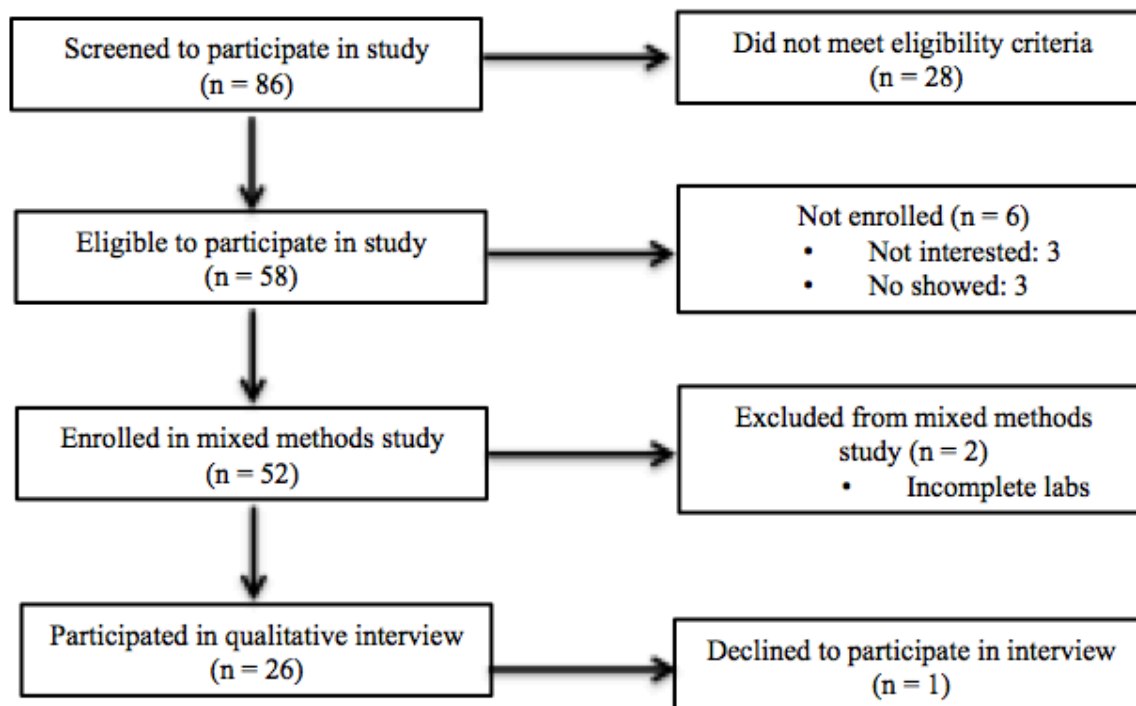 Screened to participate in study
(n = 86)
Did not meet eligibility criteria
(n = 28)
Eligible to participate in study
(n = 58)
Not enrolled (n = 6)
• Not interested: 3
• No showed: 3
Enrolled in mixed methods study
(n = 52)
Excluded from mixed methods
study (n = 2)
• Incomplete labs
Participated in qualitative interview
(n = 26)
Declined to participate in interview
(n = 1)